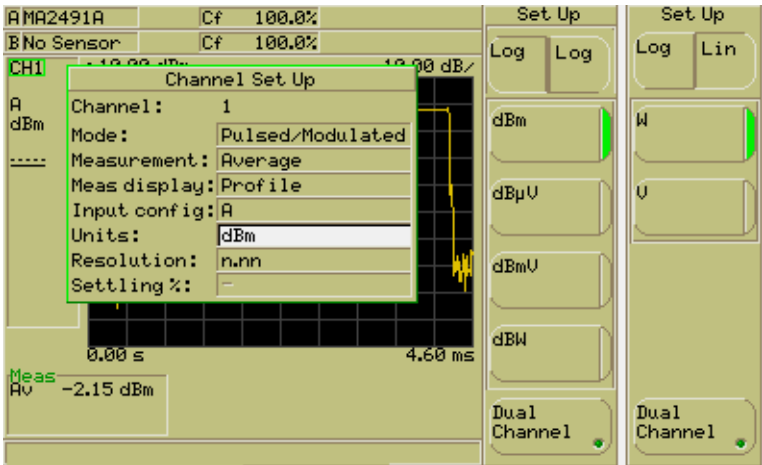 A MA2491A Cf 100.0%
B No Sensor Cf 100.0%
CH1
10.00 dB/
A
dBm
-----
Channel Set Up
Channel: 1
Mode: Pulsed/Modulated
Measurement: Average
Meas display: Profile
Input config: A
Units: dBm
Resolution: n.nn
Settling %: -
0.00 s 4.60 ms
Meas
Av -2.15 dBm
Set Up
Log Log
dBm
dBµV
dBmV
dBW
Dual
Channel
Set Up
Log Lin
W
V
Dual
Channel